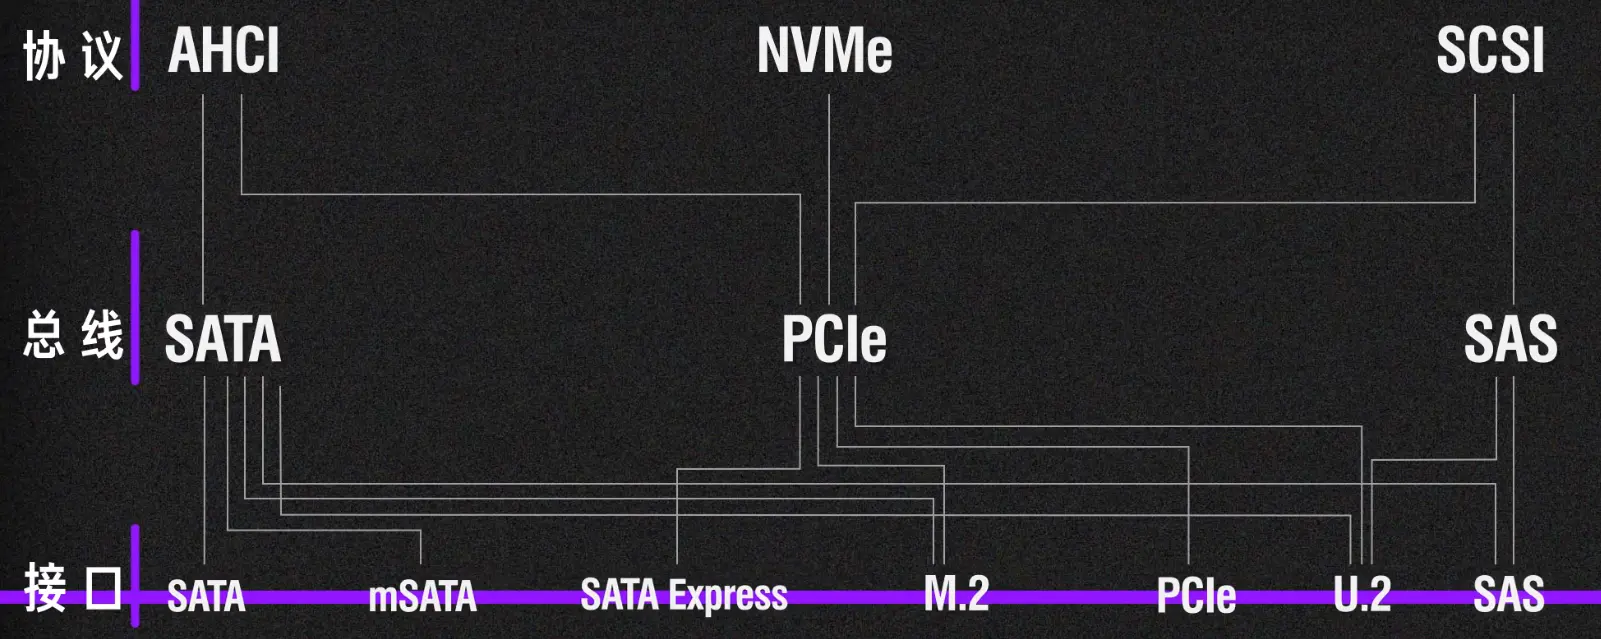 协议 AHCI NVMe SCSI
总线 SATA PCIe SAS
接口 SATA mSATA SATA Express M.2 PCIe U.2 SAS